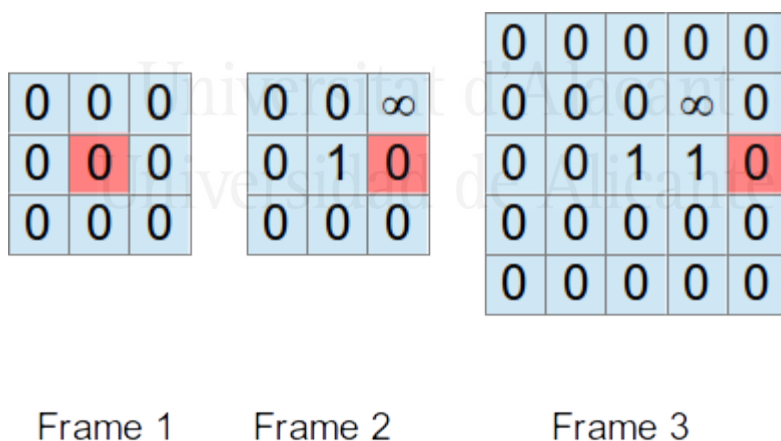 0 0 0 0 0
0 0 0 0 0 ∞ 0 0 0 ∞ 0
0 0 0 0 1 0 0 0 1 1 0
0 0 0 0 0 0 0 0 0 0 0
0 0 0 0 0
Universitat d'Alacant
Universidad de Alicante
Frame 1 Frame 2 Frame 3